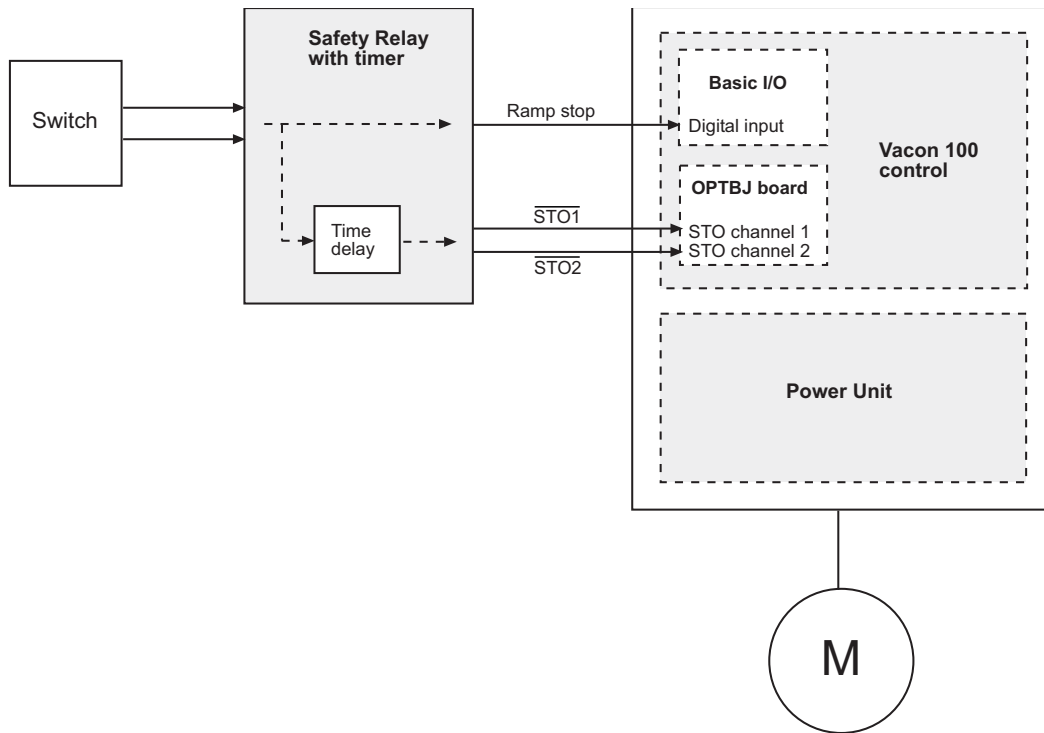 Safety Relay
with timer
Switch
Time
delay
Ramp stop
STO1
STO2
Basic I/O
Digital input
OPTBJ board
STO channel 1
STO channel 2
Vacon 100
control
Power Unit
M